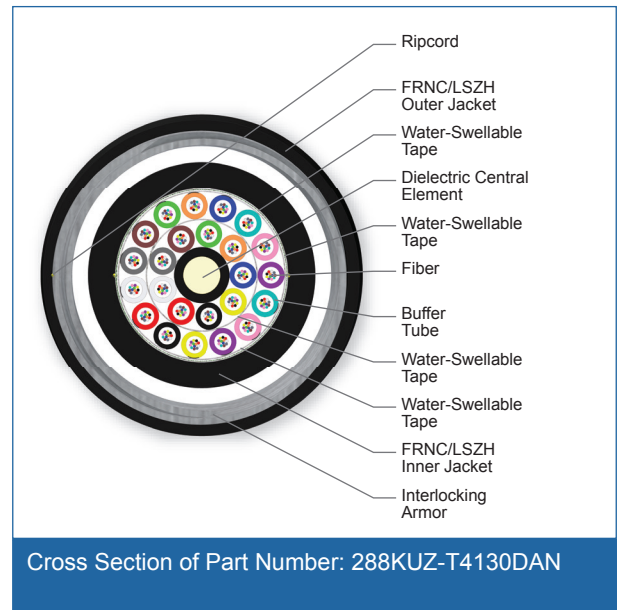 Ripcord
FRNC/LSZH
Outer Jacket
Water-Swellable
Tape
Dielectric Central
Element
Water-Swellable
Tape
Fiber
Buffer
Tube
Water-Swellable
Tape
Water-Swellable
Tape
FRNC/LSZH
Inner Jacket
Interlocking
Armor
Cross Section of Part Number: 288KUZ-T4130DAN